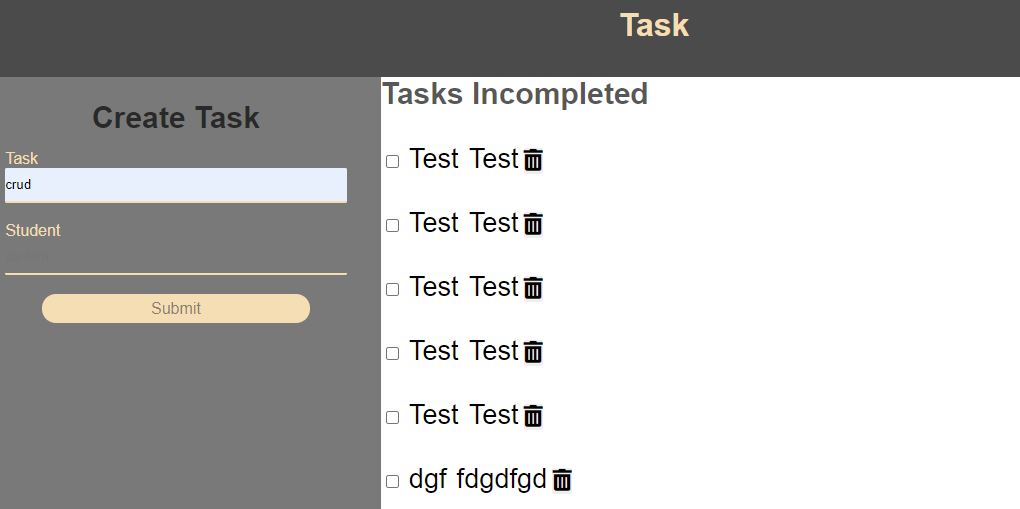 Task
Create Task
Task
crud
Student
Submit
Tasks Incompleted
Test Test
Test Test
Test Test
Test Test
Test Test
dgf fdgdfgd